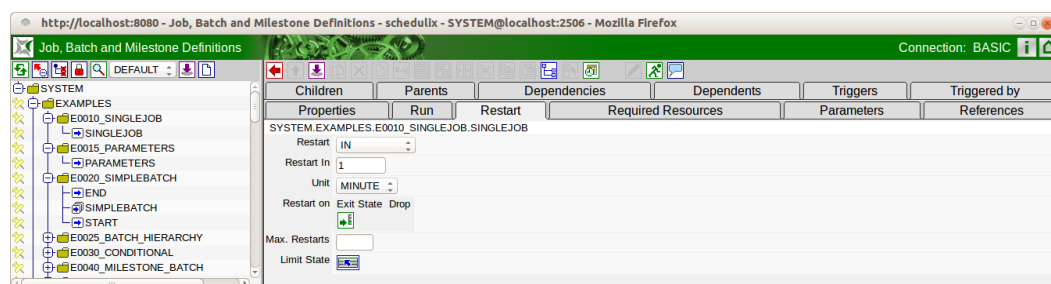 http://localhost:8080 - Job, Batch and Milestone Definitions - schedulix - SYSTEM@localhost:2506 - Mozilla Firefox
Job, Batch and Milestone Definitions
Connection: BASIC
DEFAULT
SYSTEM
EXAMPLES
E0010_SINGLEJOB
SINGLEJOB
E0015_PARAMETERS
PARAMETERS
E0020_SIMPLEBATCH
END
SIMPLEBATCH
START
E0025_BATCH_HIERARCHY
E0030_CONDITIONAL
E0040_MILESTONE_BATCH
Children Parents Dependencies Dependents Triggers Triggered by
Properties Run Restart Required Resources Parameters References
SYSTEM.EXAMPLES.E0010_SINGLEJOB.SINGLEJOB
Restart IN
Restart In 1
Unit MINUTE
Restart on Exit State Drop
Max. Restarts
Limit State